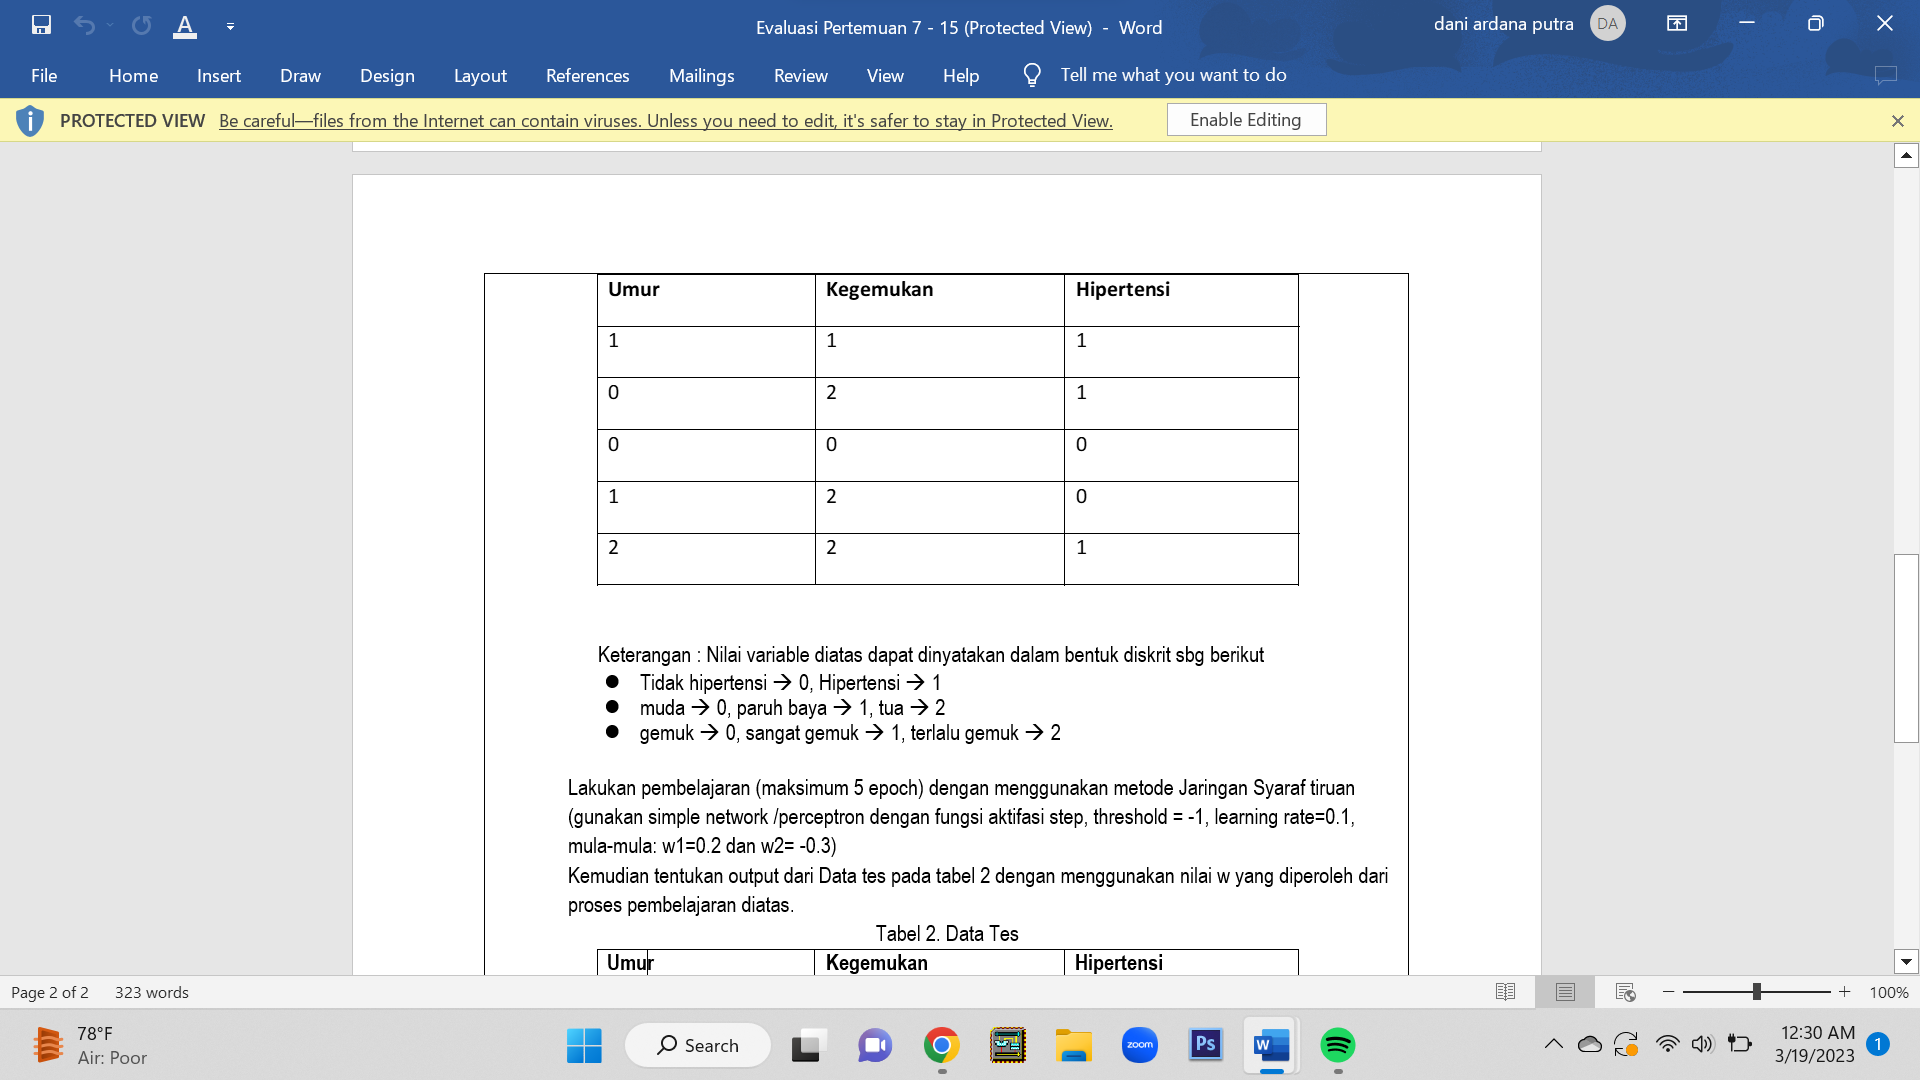 Evaluasi Pertemuan 7 - 15 (Protected View) - Word
dani ardana putra
DA
File Home Insert Draw Design Layout References Mailings Review View Help Tell me what you want to do
PROTECTED VIEW Be careful—files from the Internet can contain viruses. Unless you need to edit, it's safer to stay in Protected View. Enable Editing
Umur Kegemukan Hipertensi
1 1 1
0 2 1
0 0 0
1 2 0
2 2 1
Keterangan : Nilai variable diatas dapat dinyatakan dalam bentuk diskrit sbg berikut
● Tidak hipertensi → 0, Hipertensi → 1
● muda → 0, paruh baya → 1, tua → 2
● gemuk → 0, sangat gemuk → 1, terlalu gemuk → 2
Lakukan pembelajaran (maksimum 5 epoch) dengan menggunakan metode Jaringan Syaraf tiruan
(gunakan simple network /perceptron dengan fungsi aktifasi step, threshold = -1, learning rate=0.1,
mula-mula: w1=0.2 dan w2= -0.3)
Kemudian tentukan output dari Data tes pada tabel 2 dengan menggunakan nilai w yang diperoleh dari
proses pembelajaran diatas.
Tabel 2. Data Tes
Umur Kegemukan Hipertensi
Page 2 of 2 323 words
100%
78°F
Air: Poor
Search
zoom
Ps
W
12:30 AM
3/19/2023
1